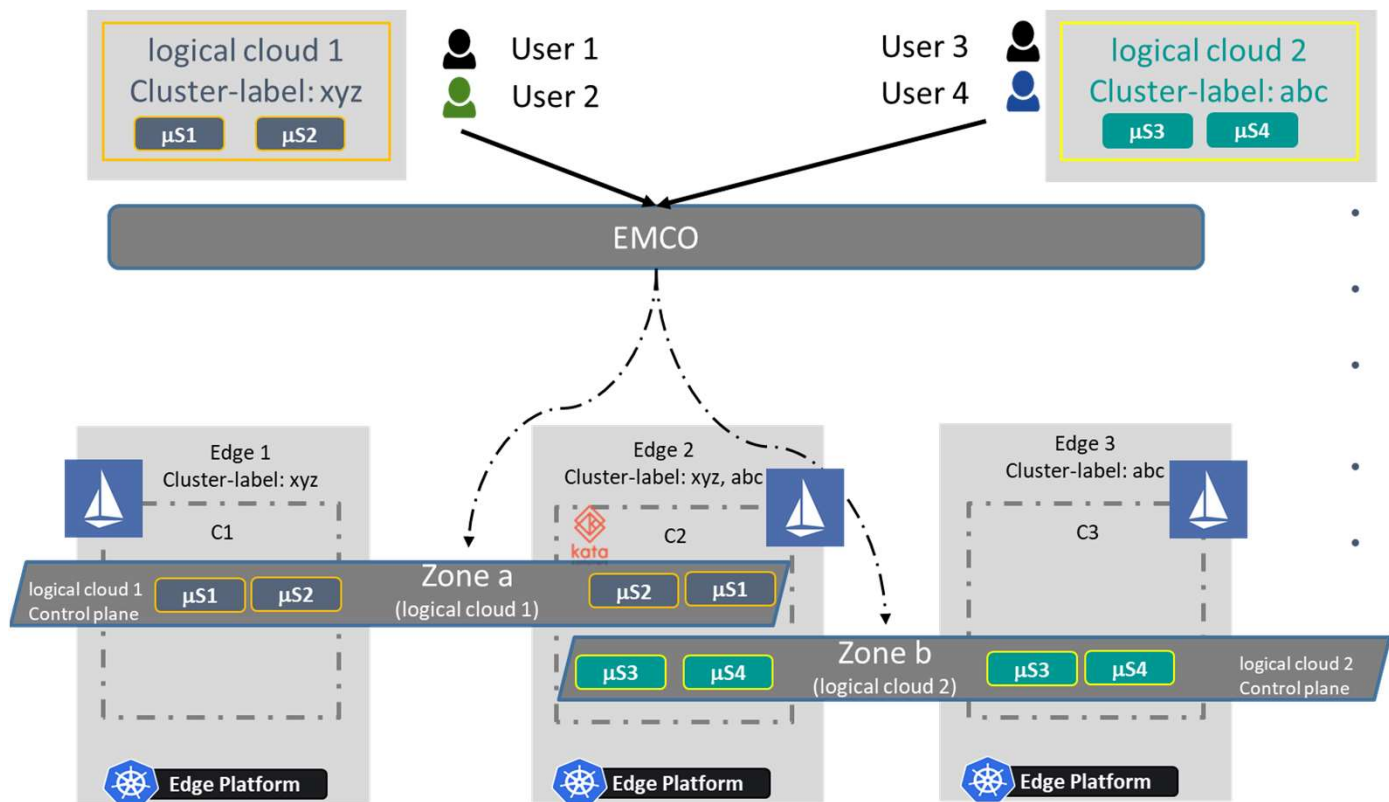 logical cloud 1
Cluster-label: xyz
μS1 μS2
User 1
User 2
User 3
User 4
logical cloud 2
Cluster-label: abc
μS3 μS4
EMCO
Edge 1
Cluster-label: xyz
C1
Edge 2
Cluster-label: xyz, abc
kata
C2
Edge 3
Cluster-label: abc
C3
logical cloud 1
Control plane
μS1 μS2
Zone a
(logical cloud 1)
μS2 μS1
μS3 μS4
Zone b
(logical cloud 2)
μS3 μS4
logical cloud 2
Control plane
Edge Platform
Edge Platform
Edge Platform